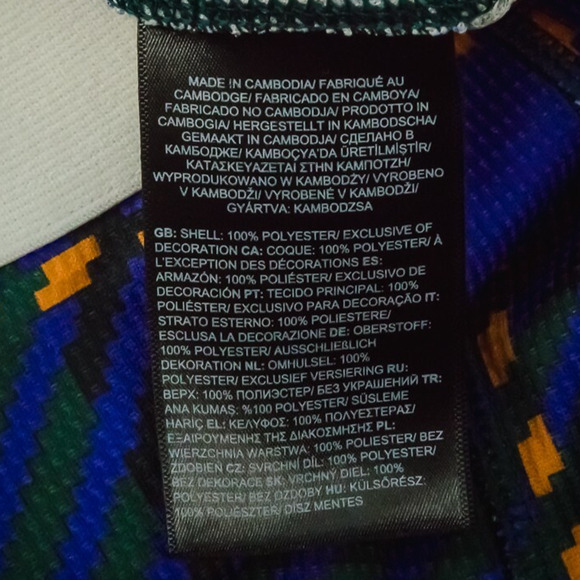 MADE IN CAMBODIA/ FABRIQUÉ AU
CAMBODGE/ FABRICADO EN CAMBOYA/
FABRICADO NO CAMBODJA/ PRODOTTO IN
CAMBOGIA/ HERGESTELLT IN KAMBODSCHA/
GEMAAKT IN CAMBODJA/ СДЕЛАНО В
КАМБОДЖЕ/ KAMBOÇYA'DA ÜRETİLMİŞTİR/
ΚΑΤΑΣΚΕΥΑΖΕΤΑΙ ΣΤΗΝ ΚΑΜΠΟΤΖΗ/
WYPRODUKOWANO W KAMBODŻY/ VYROBENO
V KAMBODŽI/ VYROBENÉ V KAMBODŽI/
GYÁRTVA: KAMBODZSA
GB: SHELL: 100% POLYESTER/ EXCLUSIVE OF
DECORATION CA: COQUE: 100% POLYESTER/ À
L'EXCEPTION DES DÉCORATIONS ES:
ARMAZÓN: 100% POLIÉSTER/ EXCLUSIVO DE
DECORACIÓN PT: TECIDO PRINCIPAL: 100%
POLIÉSTER/ EXCLUSIVO PARA DECORAÇÃO IT:
STRATO ESTERNO: 100% POLIESTERE/
ESCLUSA LA DECORAZIONE DE: OBERSTOFF:
100% POLYESTER/ AUSSCHLIEßLICH
DEKORATION NL: OMHULSEL: 100%
POLYESTER/ EXCLUSIEF VERSIERING RU:
ВЕРХ: 100% ПОЛИЭСТЕР/ БЕЗ УКРАШЕНИЙ TR:
ANA KUMAŞ: %100 POLYESTER/ SÜSLEME
HARİÇ EL: ΚΕΛΥΦΟΣ: 100% ΠΟΛΥΕΣΤΕΡΑΣ/
ΕΞΑΙΡΟΥΜΕΝΗΣ ΤΗΣ ΔΙΑΚΟΣΜΗΣΗΣ PL:
WIERZCHNIA WARSTWA: 100% POLIESTER/ BEZ
ZDOBIEŃ CZ: SVRCHNÍ DÍL: 100% POLYESTER/
BEZ DEKORACE SK: VRCHNÝ DIEL: 100%
POLYESTER/ BEZ OZDOBY HU: KÜLSŐRÉSZ:
100% POLIÉSZTER/ DÍSZ MENTES